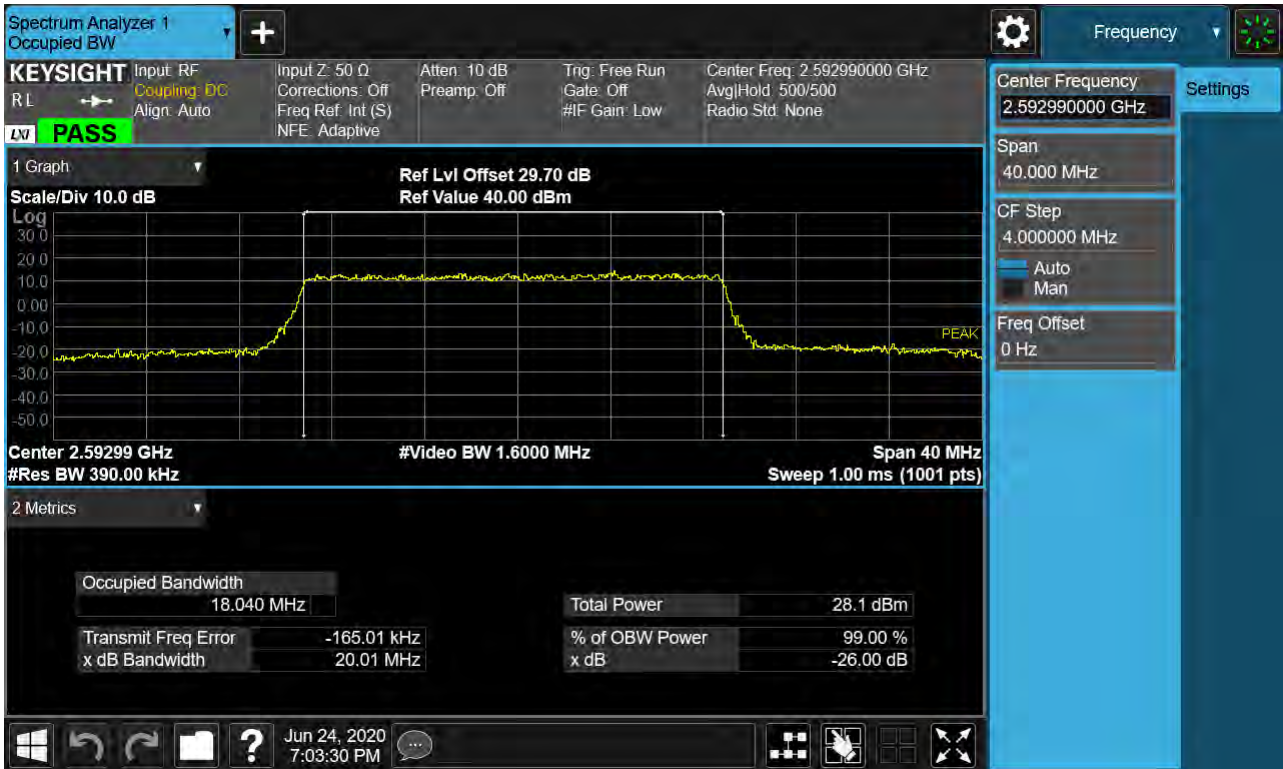 Spectrum Analyzer 1
Occupied BW
+
Frequency
KEYSIGHT
R L
LXI PASS
Input: RF
Coupling: DC
Align: Auto
Input Z: 50 Ω
Corrections: Off
Freq Ref: Int (S)
NFE: Adaptive
Atten: 10 dB
Preamp: Off
Trig: Free Run
Gate: Off
#IF Gain: Low
Center Freq: 2.592990000 GHz
Avg|Hold: 500/500
Radio Std: None
1 Graph
Scale/Div 10.0 dB
Ref Lvl Offset 29.70 dB
Ref Value 40.00 dBm
Log
30.0
20.0
10.0
0.00
-10.0
-20.0
-30.0
-40.0
-50.0
PEAK
Center 2.59299 GHz
#Res BW 390.00 kHz
#Video BW 1.6000 MHz
Span 40 MHz
Sweep 1.00 ms (1001 pts)
2 Metrics
Occupied Bandwidth
18.040 MHz
Transmit Freq Error -165.01 kHz
x dB Bandwidth 20.01 MHz
Total Power 28.1 dBm
% of OBW Power 99.00 %
x dB -26.00 dB
Center Frequency
2.592990000 GHz
Span
40.000 MHz
CF Step
4.000000 MHz
Auto
Man
Freq Offset
0 Hz
Settings
?
Jun 24, 2020
7:03:30 PM